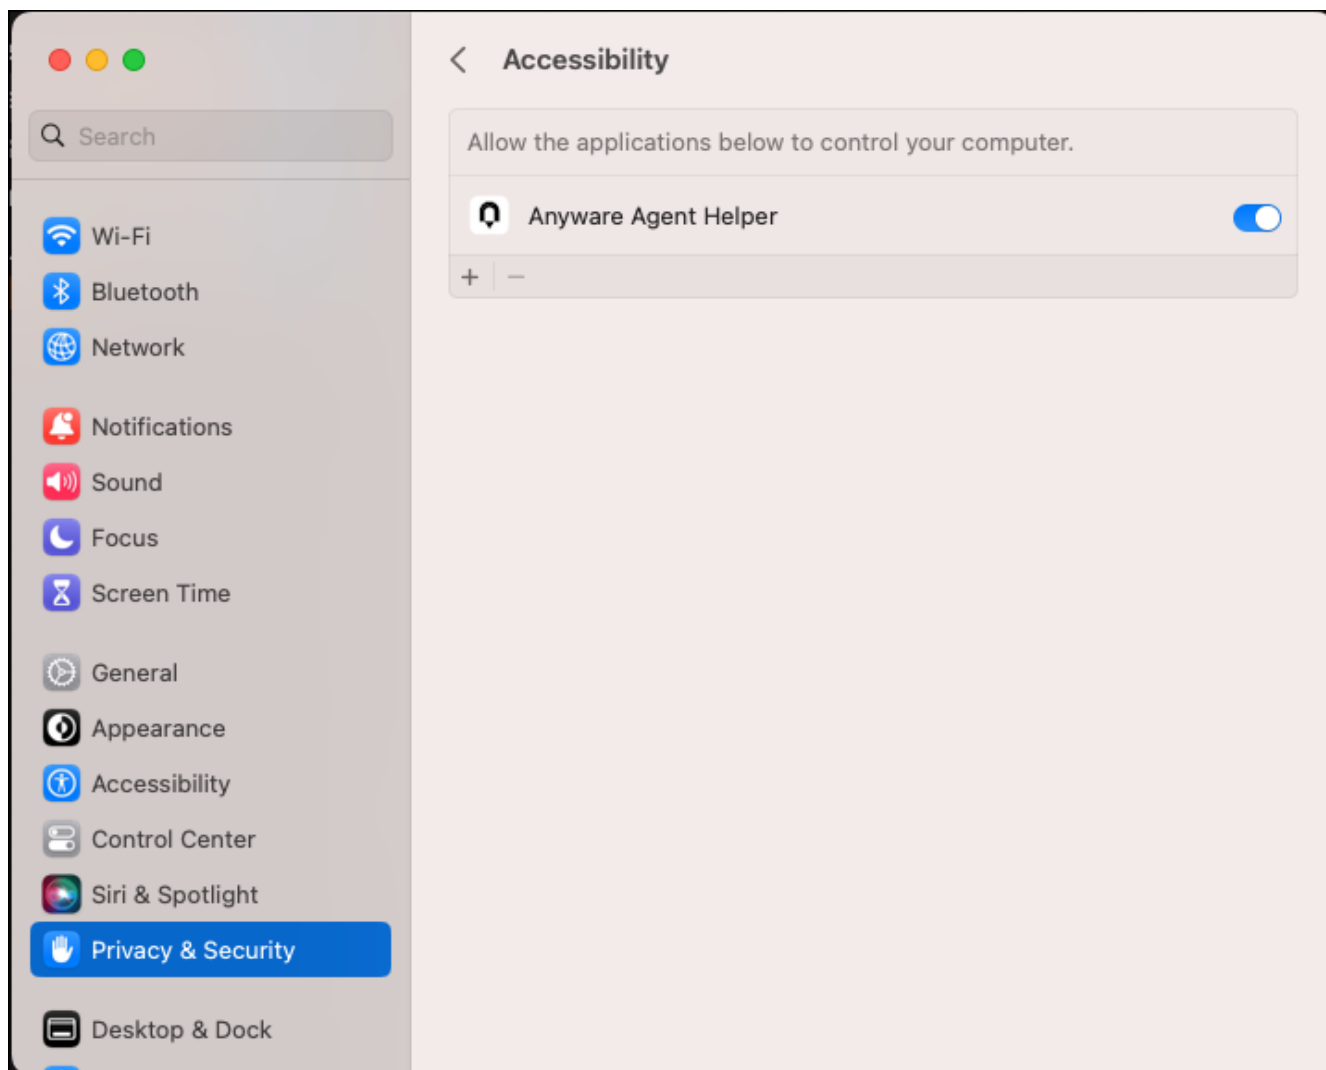 Search
Wi-Fi
Bluetooth
Network
Notifications
Sound
Focus
Screen Time
General
Appearance
Accessibility
Control Center
Siri & Spotlight
Privacy & Security
Desktop & Dock
Accessibility
Allow the applications below to control your computer.
Anyware Agent Helper